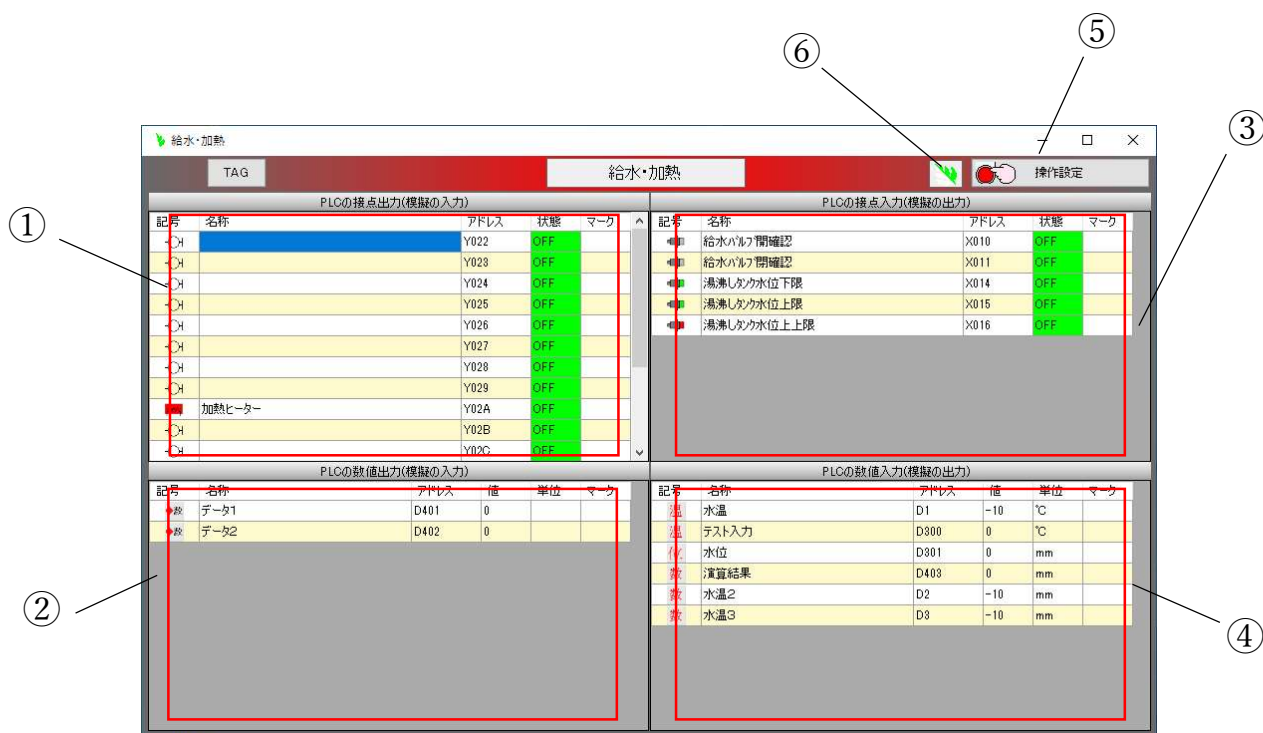 ⑤
⑥
③
給水・加熱
TAG
給水・加熱
操作設定
①
PLCの接点出力(模擬の入力)
記号 名称 アドレス 状態 マーク
Y022 OFF
Y023 OFF
Y024 OFF
Y025 OFF
Y026 OFF
Y027 OFF
Y028 OFF
Y029 OFF
加熱ヒーター Y02A OFF
Y02B OFF
Y02C OFF
PLCの接点入力(模擬の出力)
記号 名称 アドレス 状態 マーク
給水バルブ開確認 X010 OFF
給水バルブ閉確認 X011 OFF
湯沸しタンク水位下限 X014 OFF
湯沸しタンク水位上限 X015 OFF
湯沸しタンク水位上上限 X016 OFF
②
PLCの数値出力(模擬の入力)
記号 名称 アドレス 値 単位 マーク
数 データ1 D401 0
数 データ2 D402 0
PLCの数値入力(模擬の出力)
記号 名称 アドレス 値 単位 マーク
温 水温 D1 -10 ℃
温 テスト入力 D300 0 ℃
位 水位 D301 0 mm
数 演算結果 D403 0 mm
数 水温2 D2 -10 mm
数 水温3 D3 -10 mm
④